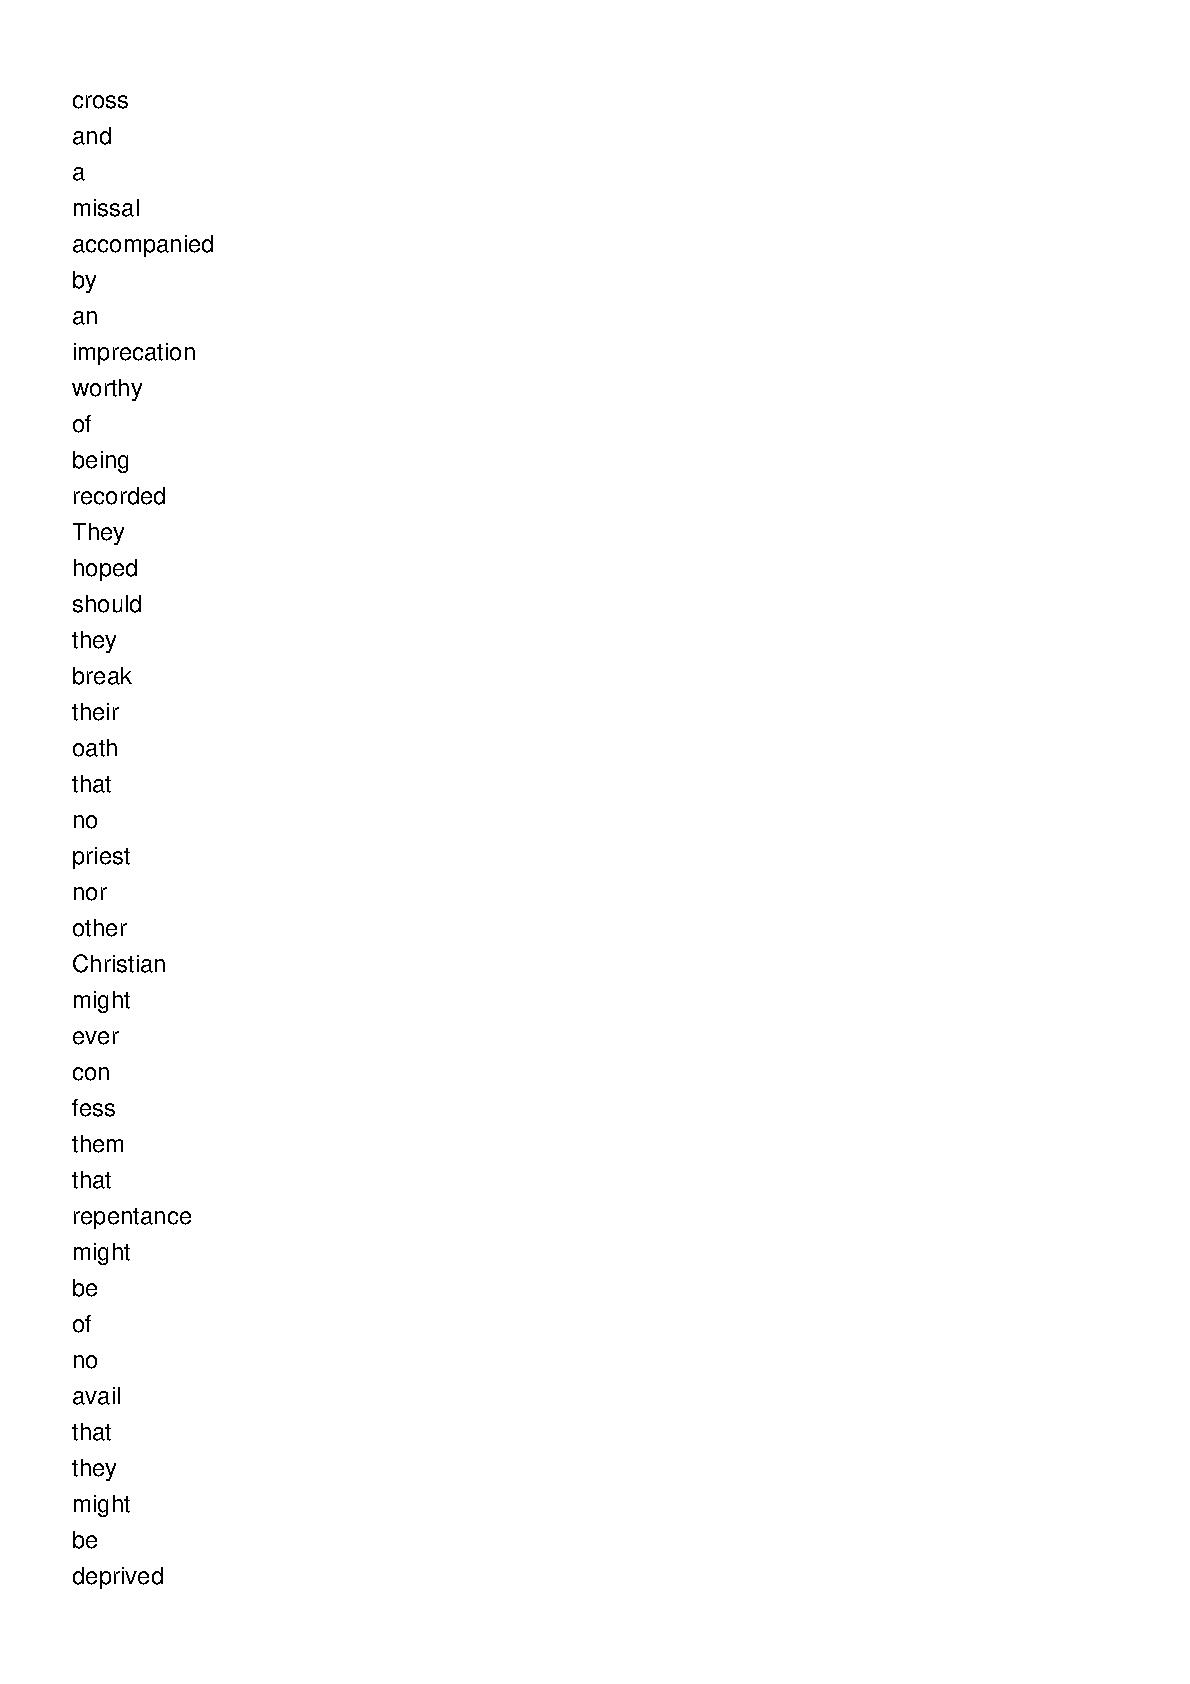 cross
and
a
missal
accompanied
by
an
imprecation
worthy
of
being
recorded
They
hoped
should
they
break
their
oath
that
no
priest
nor
other
Christian
might
ever
con
fess
them
that
repentance
might
be
of
no
avail
that
they
might
be
deprived